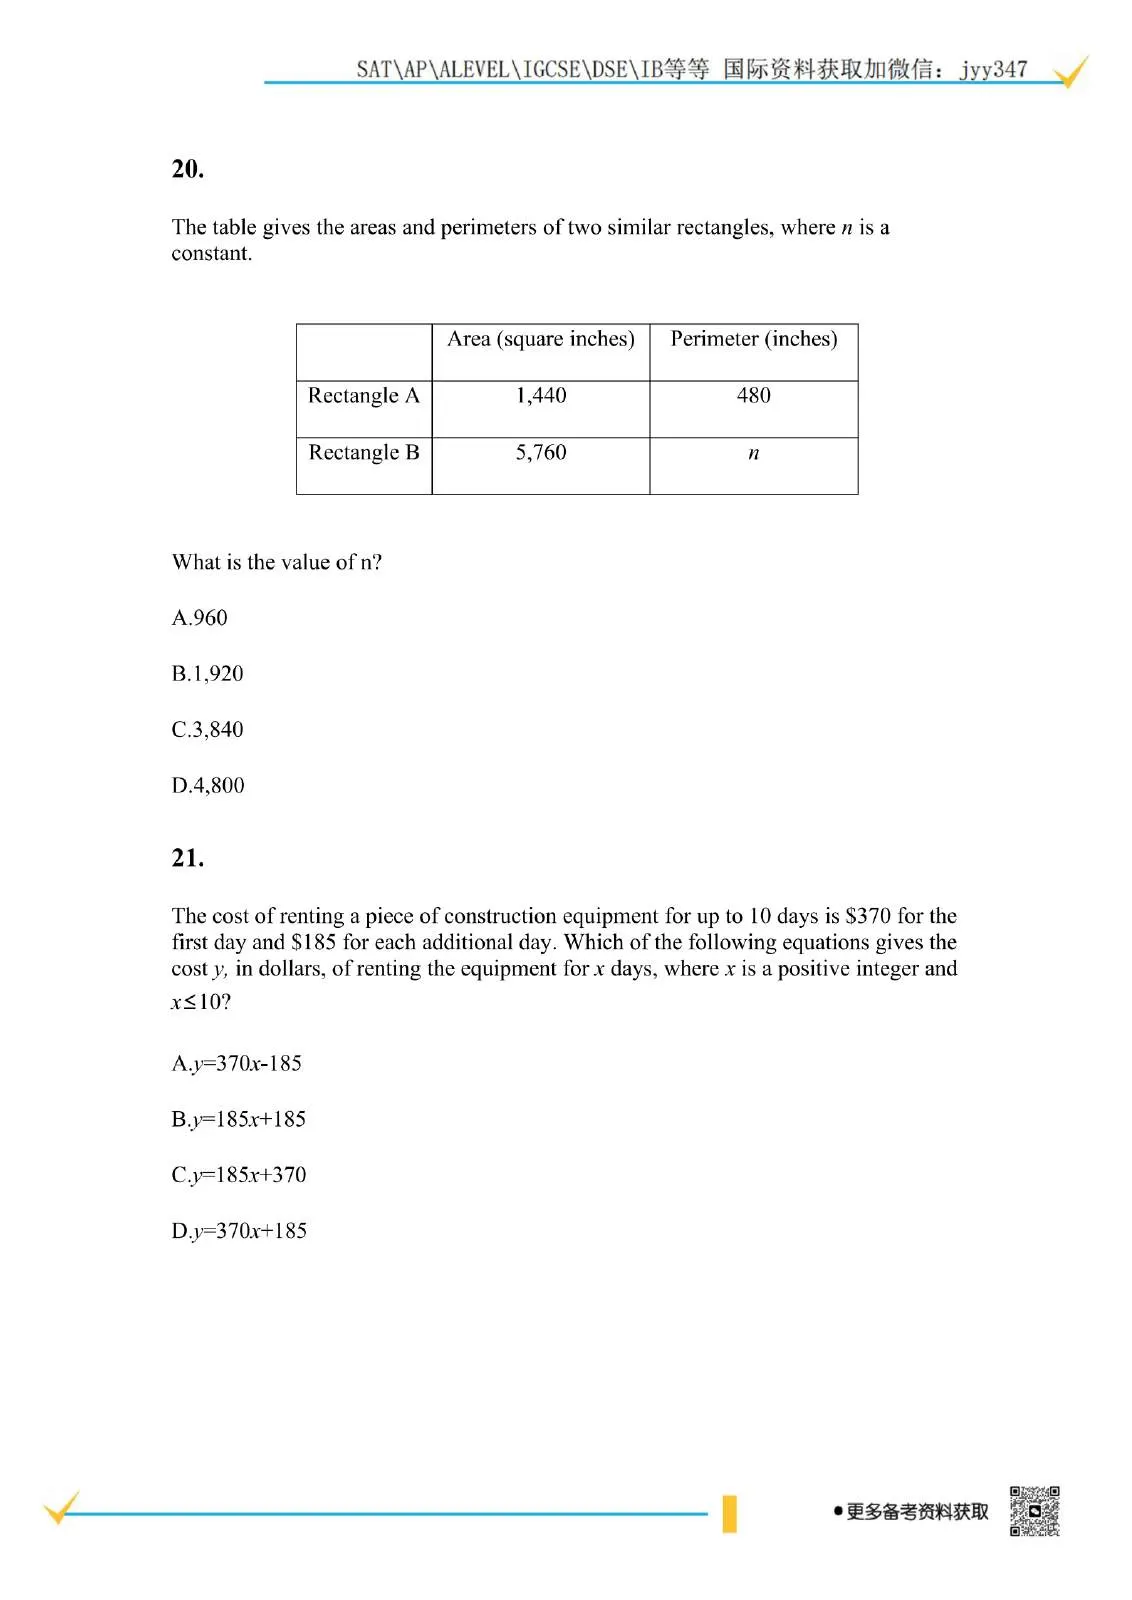 SAT\AP\ALEVEL\IGCSE\DSE\IB等等 国际资料获取加微信：jyy347
20.
The table gives the areas and perimeters of two similar rectangles, where n is a
constant.
Area (square inches) Perimeter (inches)
Rectangle A 1,440 480
Rectangle B 5,760 n
What is the value of n?
A.960
B.1,920
C.3,840
D.4,800
21.
The cost of renting a piece of construction equipment for up to 10 days is $370 for the
first day and $185 for each additional day. Which of the following equations gives the
cost y, in dollars, of renting the equipment for x days, where x is a positive integer and
x≤10?
A.y=370x-185
B.y=185x+185
C.y=185x+370
D.y=370x+185
•更多备考资料获取